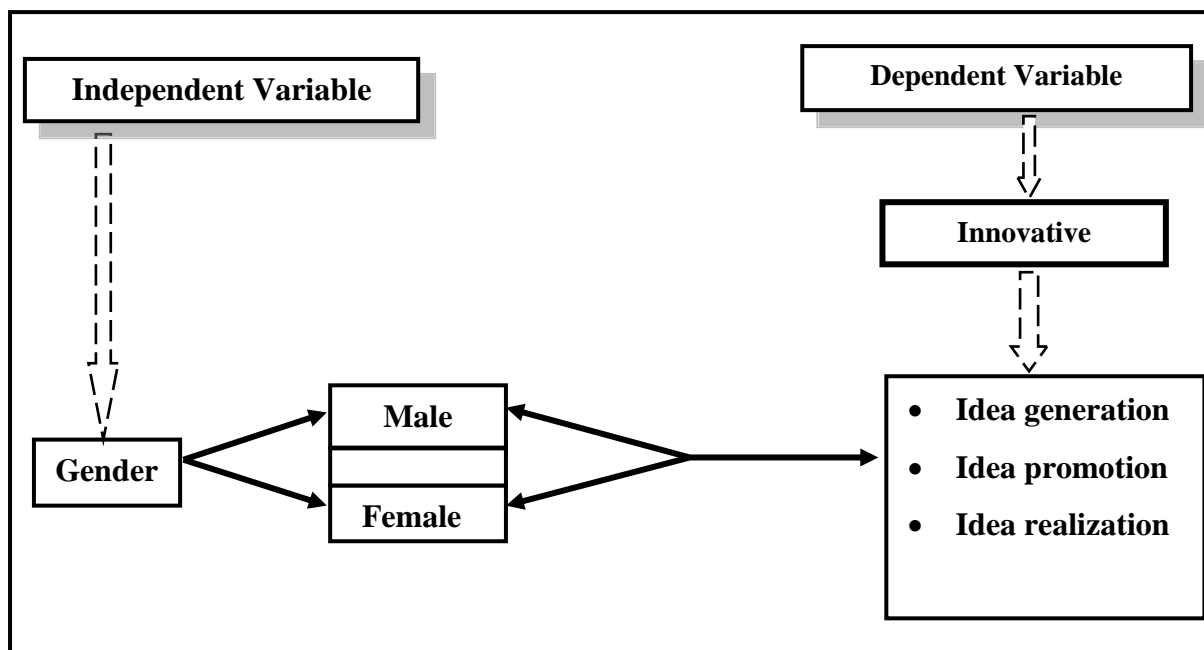 Independent Variable
Dependent Variable
Innovative
Gender
Male
Female
• Idea generation
• Idea promotion
• Idea realization